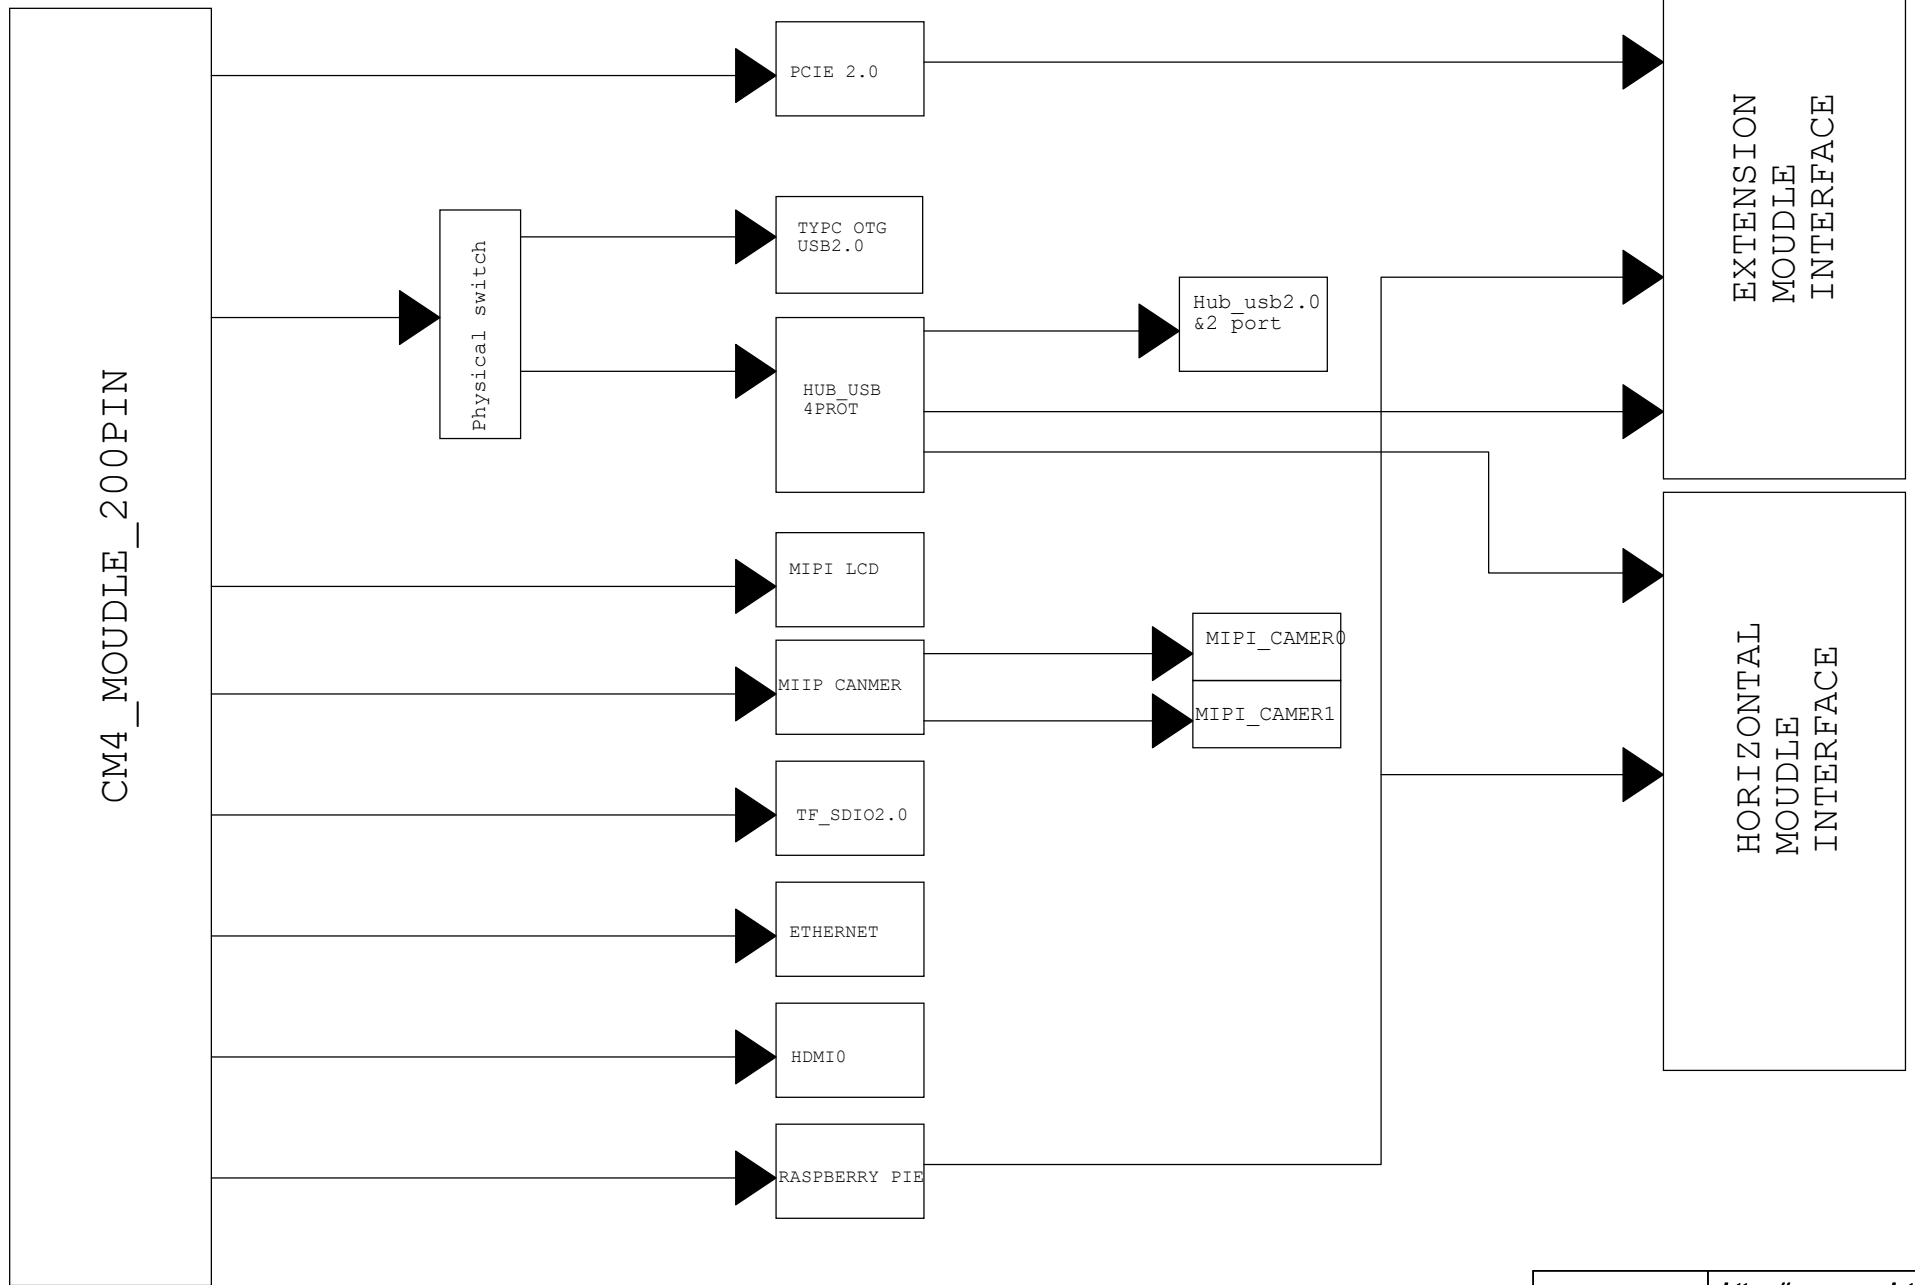 CM4_MOUDLE_200PIN
Physical switch
PCIE 2.0
TYPC OTG
USB2.0
HUB_USB
4PROT
Hub_usb2.0
&2 port
MIPI LCD
MIIP CANMER
MIPI_CAMER0
MIPI_CAMER1
TF_SDIO2.0
ETHERNET
HDMI0
RASPBERRY PIE
EXTENSION
MOUDLE
INTERFACE
HORIZONTAL
MOUDLE
INTERFACE